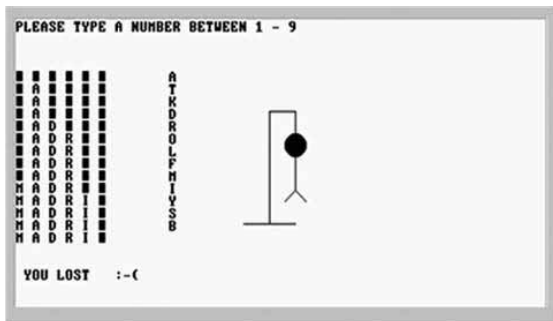 PLEASE TYPE A NUMBER BETWEEN 1 - 9
■ ■ ■ ■ ■ ■ A
■ A ■ ■ ■ ■ T
■ A ■ ■ ■ ■ K
■ A ■ ■ ■ ■ D
■ A D ■ ■ ■ R
■ A D R ■ ■ O
■ A D R ■ ■ L
■ A D R ■ ■ F
■ A D R ■ ■ M
M A D R ■ ■ I
M A D R I ■ Y
M A D R I ■ S
M A D R I ■ B
M A D R I ■
YOU LOST :-(